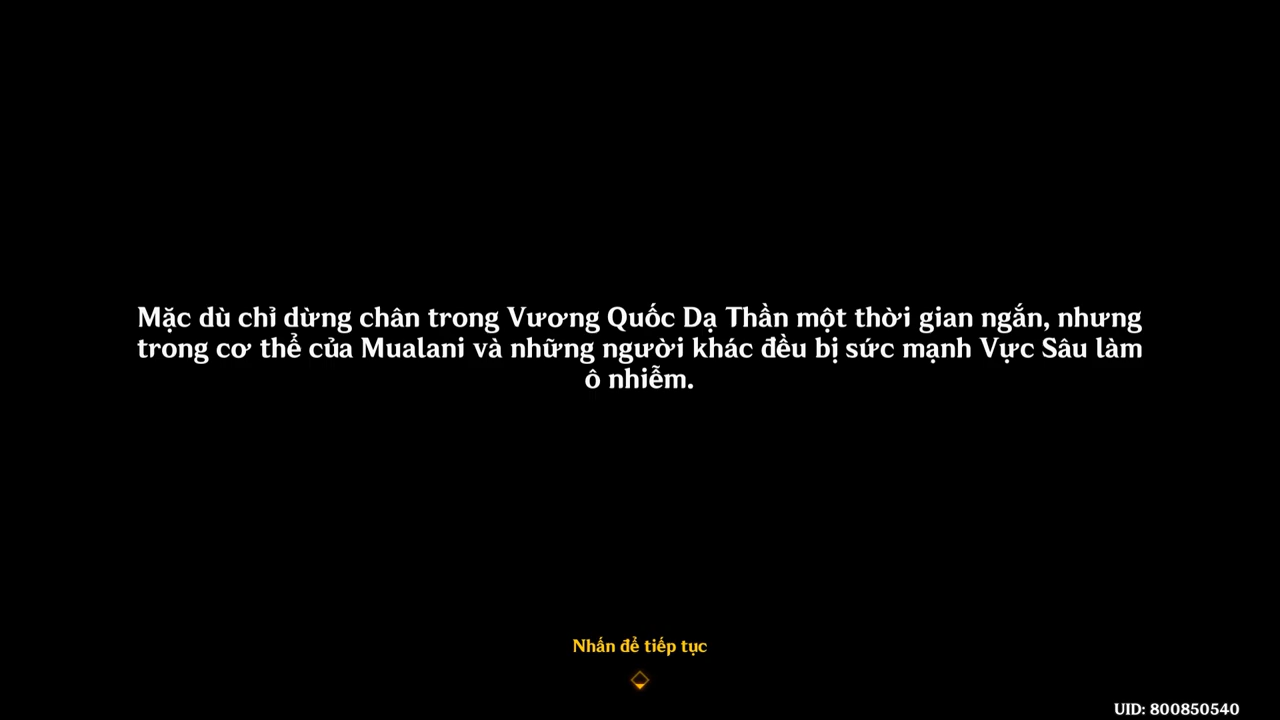 Mặc dù chỉ dừng chân trong Vương Quốc Dạ Thần một thời gian ngắn, nhưng
trong cơ thể của Mualani và những người khác đều bị sức mạnh Vực Sâu làm
ô nhiễm.
Nhấn để tiếp tục
UID: 800850540